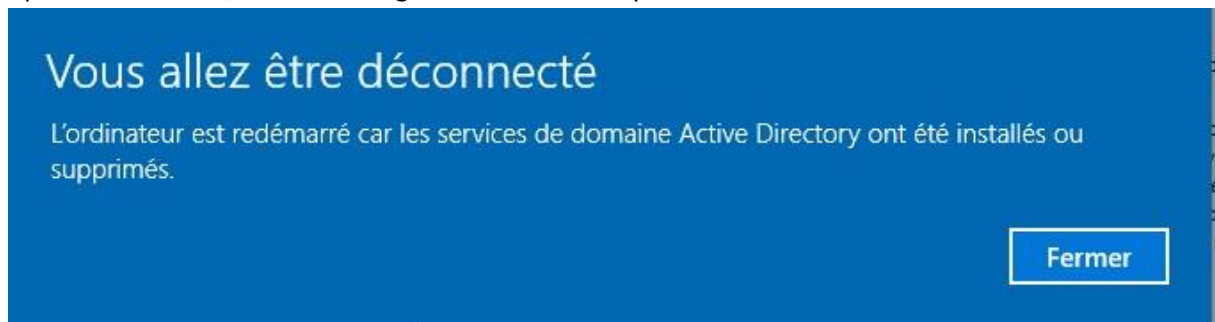 Vous allez être déconnecté
L'ordinateur est redémarré car les services de domaine Active Directory ont été installés ou
supprimés.
Fermer